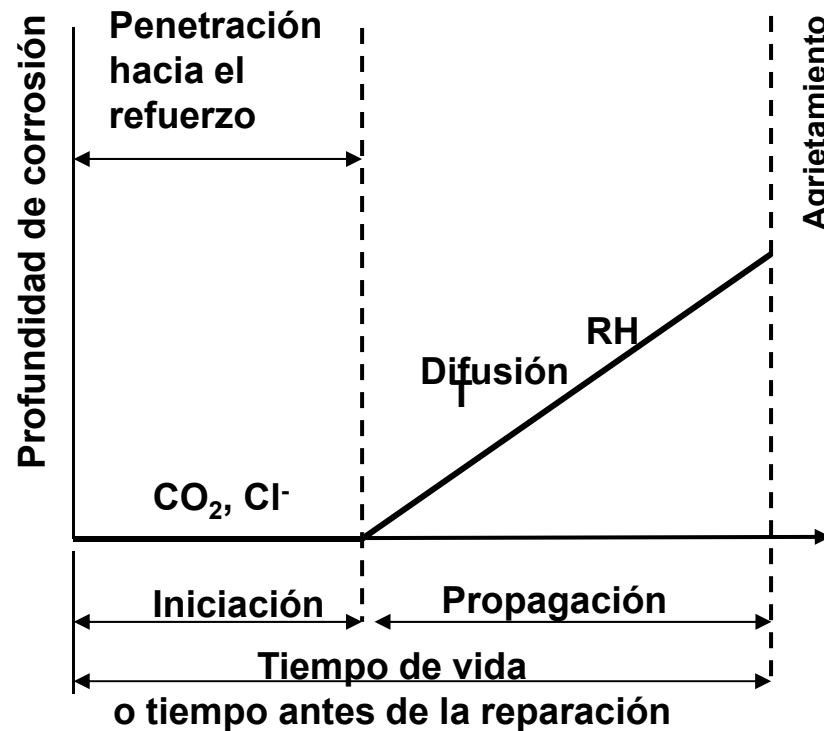 Penetración
hacia el
refuerzo
Profundidad de corrosión
Agrietamiento
RH
Difusión
T
CO₂, Cl⁻
Iniciación
Propagación
Tiempo de vida
o tiempo antes de la reparación